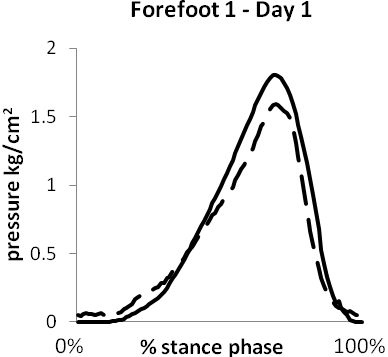 Forefoot 1 - Day 1
2
1.5
1
0.5
0
pressure kg/cm²
0% % stance phase 100%